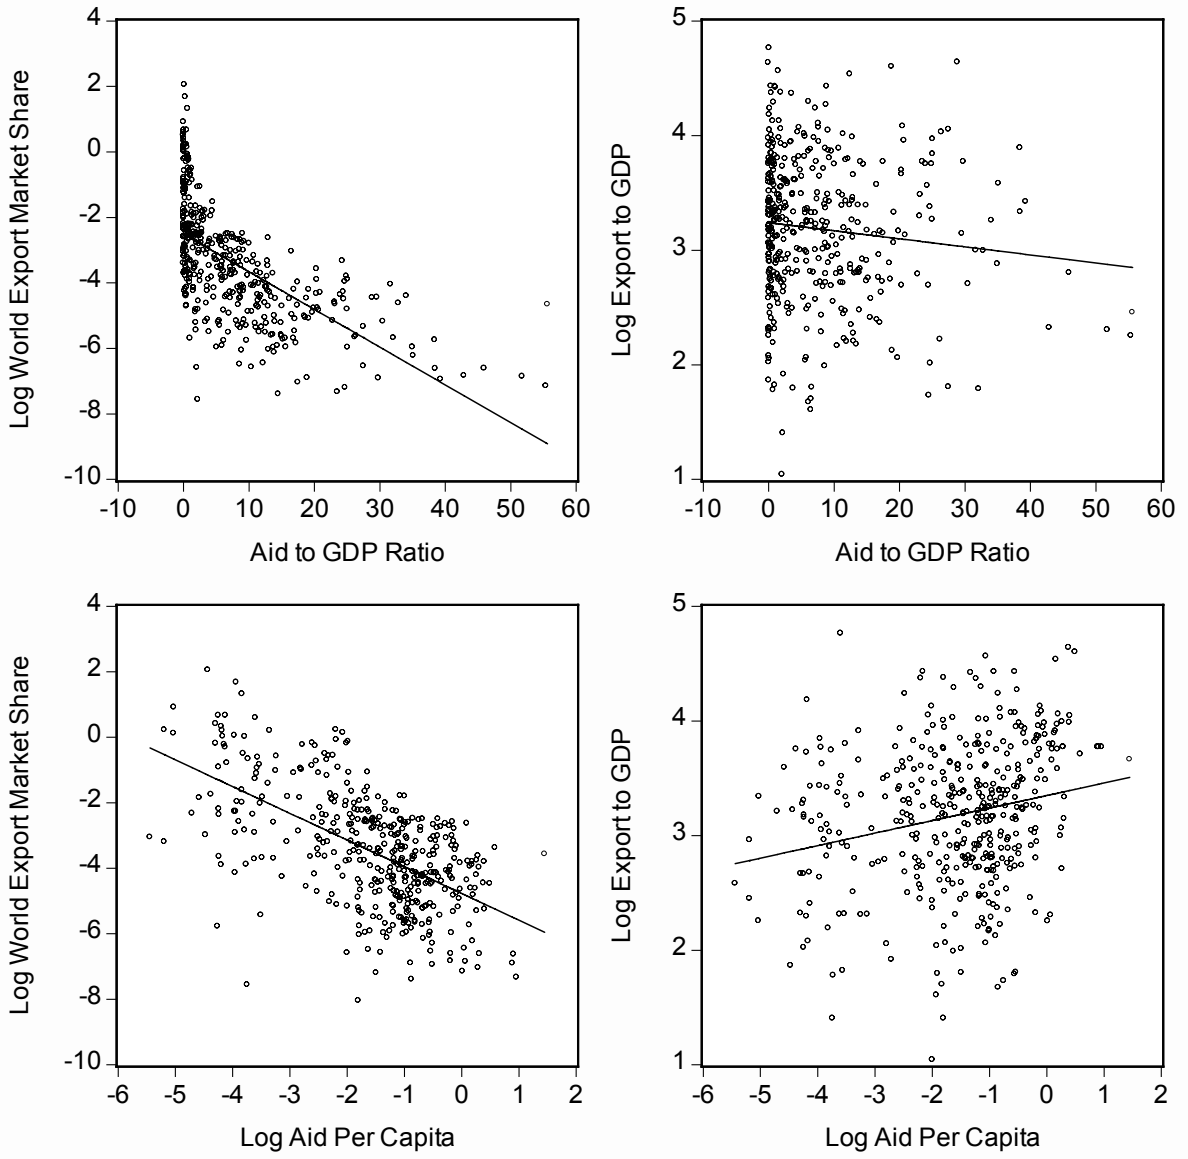 4
2
0
-2
-4
-6
-8
-10
-10 0 10 20 30 40 50 60
Log World Export Market Share
Aid to GDP Ratio
5
4
3
2
1
-10 0 10 20 30 40 50 60
Log Export to GDP
Aid to GDP Ratio
4
2
0
-2
-4
-6
-8
-10
-6 -5 -4 -3 -2 -1 0 1 2
Log World Export Market Share
Log Aid Per Capita
5
4
3
2
1
-6 -5 -4 -3 -2 -1 0 1 2
Log Export to GDP
Log Aid Per Capita